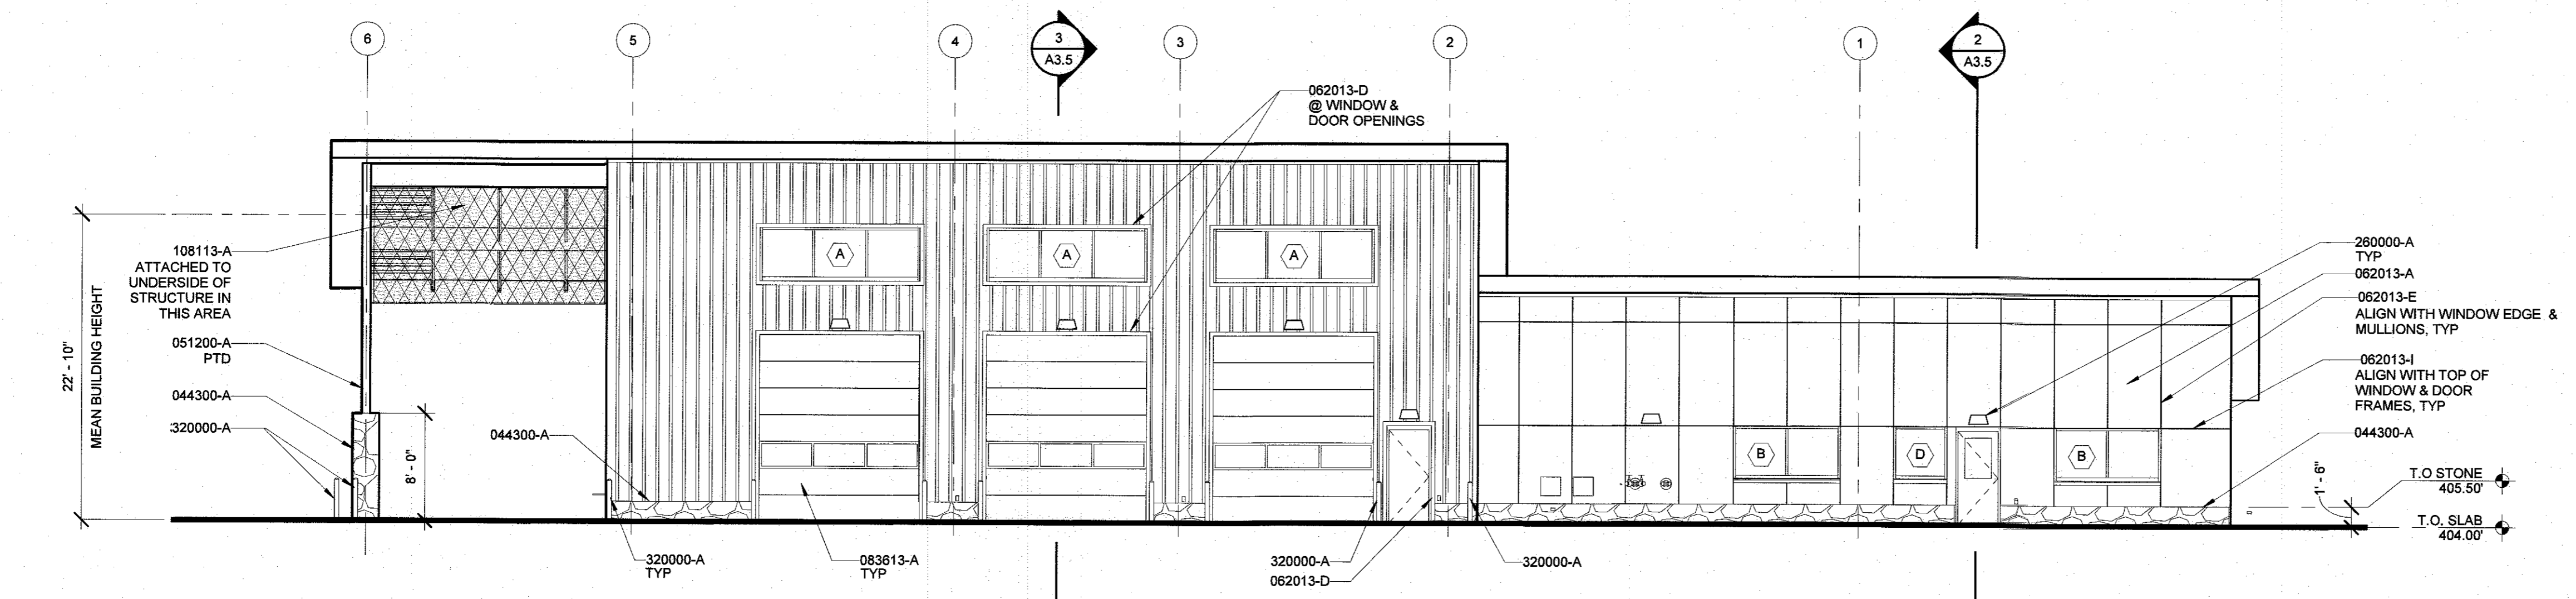 6
5
4
3
A3.5
3
2
1
2
A3.5
062013-D
@ WINDOW &
DOOR OPENINGS
22' - 10"
MEAN BUILDING HEIGHT
108113-A
ATTACHED TO
UNDERSIDE OF
STRUCTURE IN
THIS AREA
051200-A
PTD
044300-A
320000-A
8' - 0"
044300-A
A
A
A
B
D
B
260000-A
TYP
062013-A
062013-E
ALIGN WITH WINDOW EDGE &
MULLIONS, TYP
062013-I
ALIGN WITH TOP OF
WINDOW & DOOR
FRAMES, TYP
044300-A
1' - 6"
T.O STONE
405.50'
T.O. SLAB
404.00'
320000-A
TYP
083613-A
TYP
320000-A
062013-D
320000-A